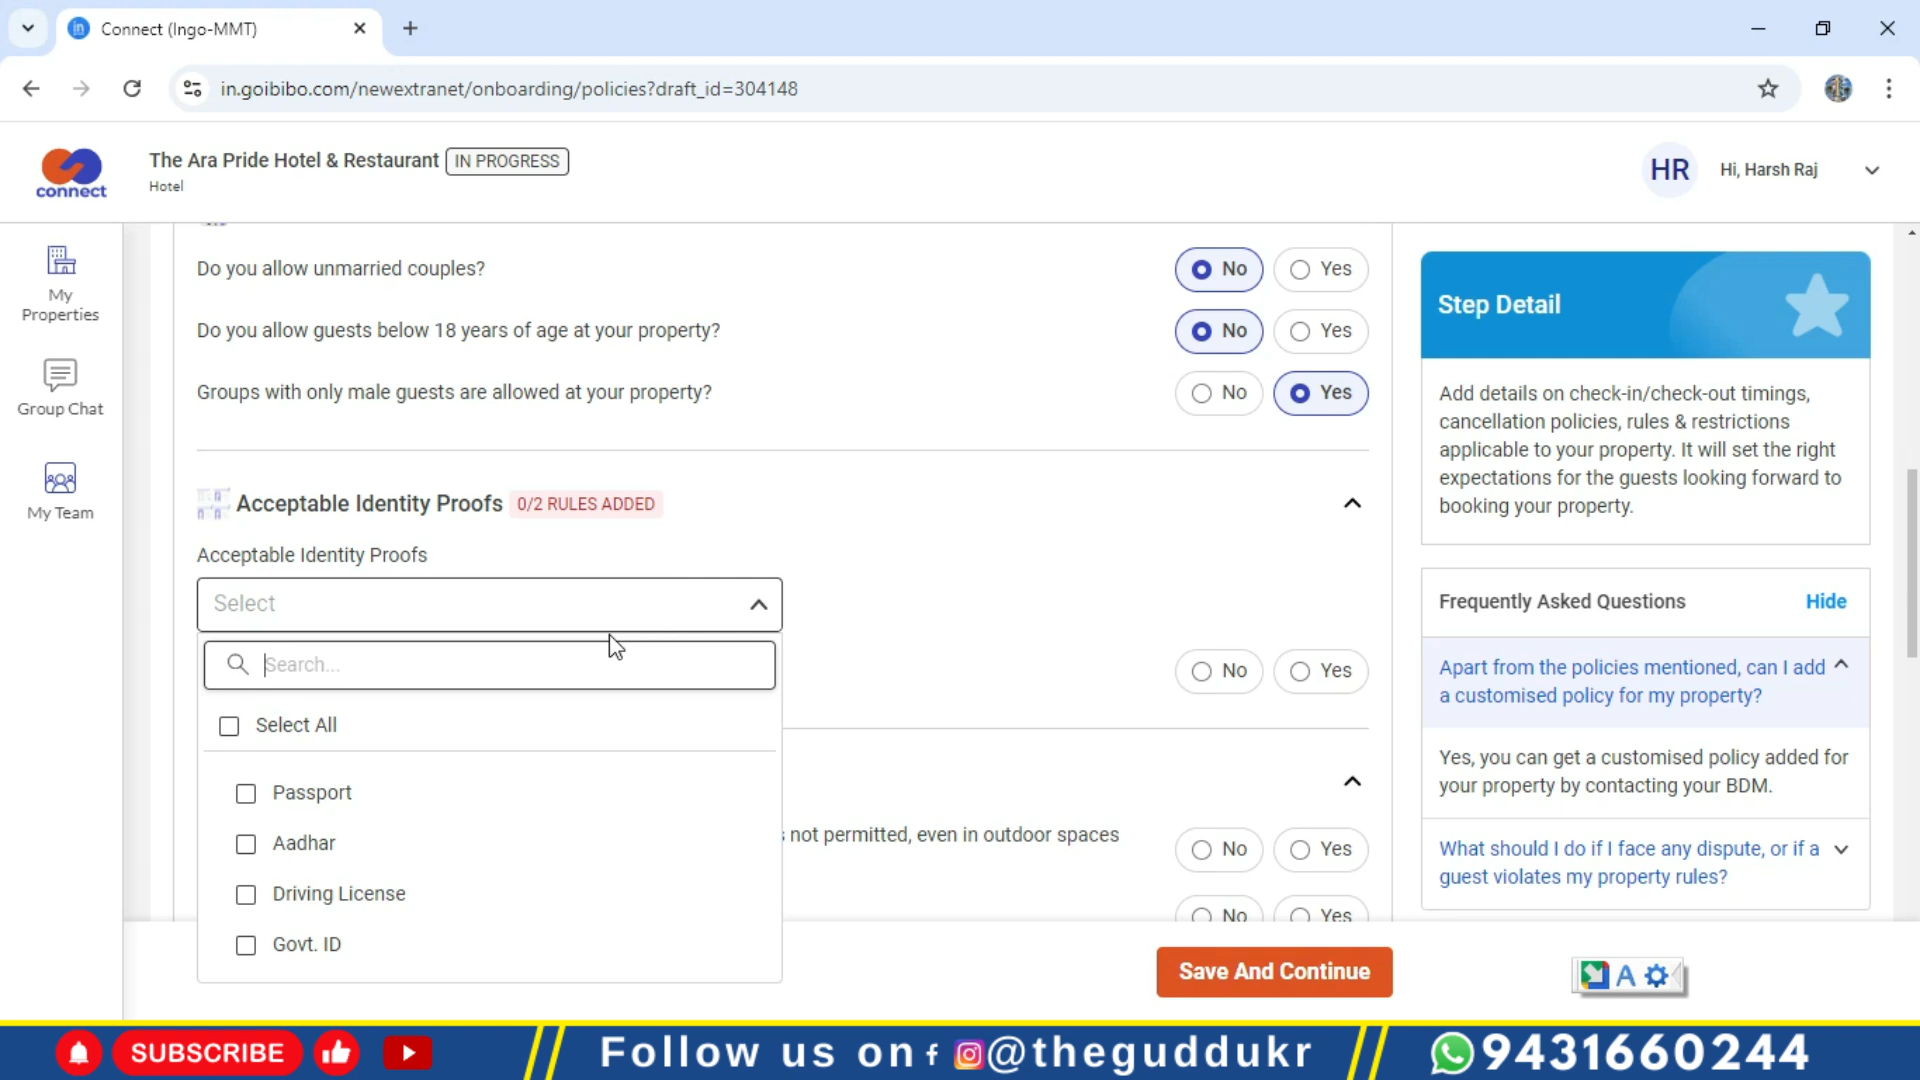 Connect (Ingo-MMT)
in.goibibo.com/newextranet/onboarding/policies?draft_id=304148
connect
The Ara Pride Hotel & Restaurant IN PROGRESS
Hotel
HR Hi, Harsh Raj
My
Properties
Group Chat
My Team
Do you allow unmarried couples? No Yes
Do you allow guests below 18 years of age at your property? No Yes
Groups with only male guests are allowed at your property? No Yes
Acceptable Identity Proofs 0/2 RULES ADDED
Acceptable Identity Proofs
Select
Search...
No Yes
Select All
Passport
not permitted, even in outdoor spaces No Yes
Aadhar
Driving License
No Yes
Govt. ID
Save And Continue
Step Detail
Add details on check-in/check-out timings,
cancellation policies, rules & restrictions
applicable to your property. It will set the right
expectations for the guests looking forward to
booking your property.
Frequently Asked Questions Hide
Apart from the policies mentioned, can I add
a customised policy for my property?
Yes, you can get a customised policy added for
your property by contacting your BDM.
What should I do if I face any dispute, or if a
guest violates my property rules?
A
SUBSCRIBE
Follow us on f @theguddukr
9431660244